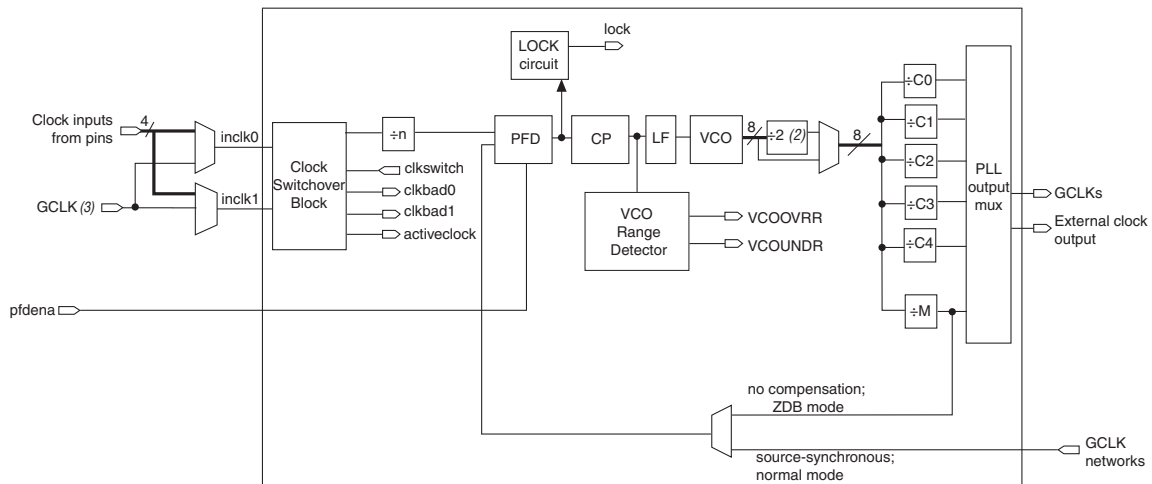 lock
LOCK
circuit
Clock inputs
from pins
4
inclk0
÷n
PFD
CP
LF
VCO
8
÷2 (2)
8
÷C0
÷C1
÷C2
÷C3
÷C4
÷M
PLL
output
mux
GCLKs
External clock
output
Clock
Switchover
Block
clkswitch
clkbad0
clkbad1
activeclock
GCLK (3)
inclk1
VCO
Range
Detector
VCOOVRR
VCOUNDR
pfdena
no compensation;
ZDB mode
source-synchronous;
normal mode
GCLK
networks